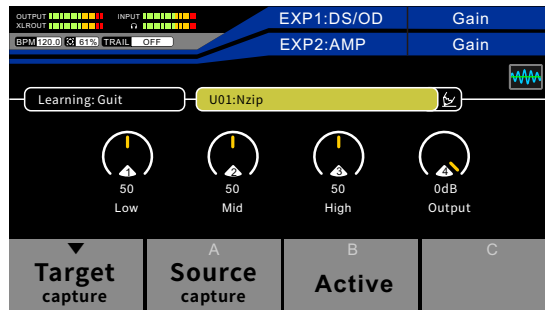 OUTPUT
INPUT
XLROUT
BPM 120.0 61% TRAIL OFF
EXP1:DS/OD Gain
EXP2:AMP Gain
Learning: Guit
U01:Nzip
1 2 3 4
50 50 50 0dB
Low Mid High Output
A B C
Target Source Active
capture capture